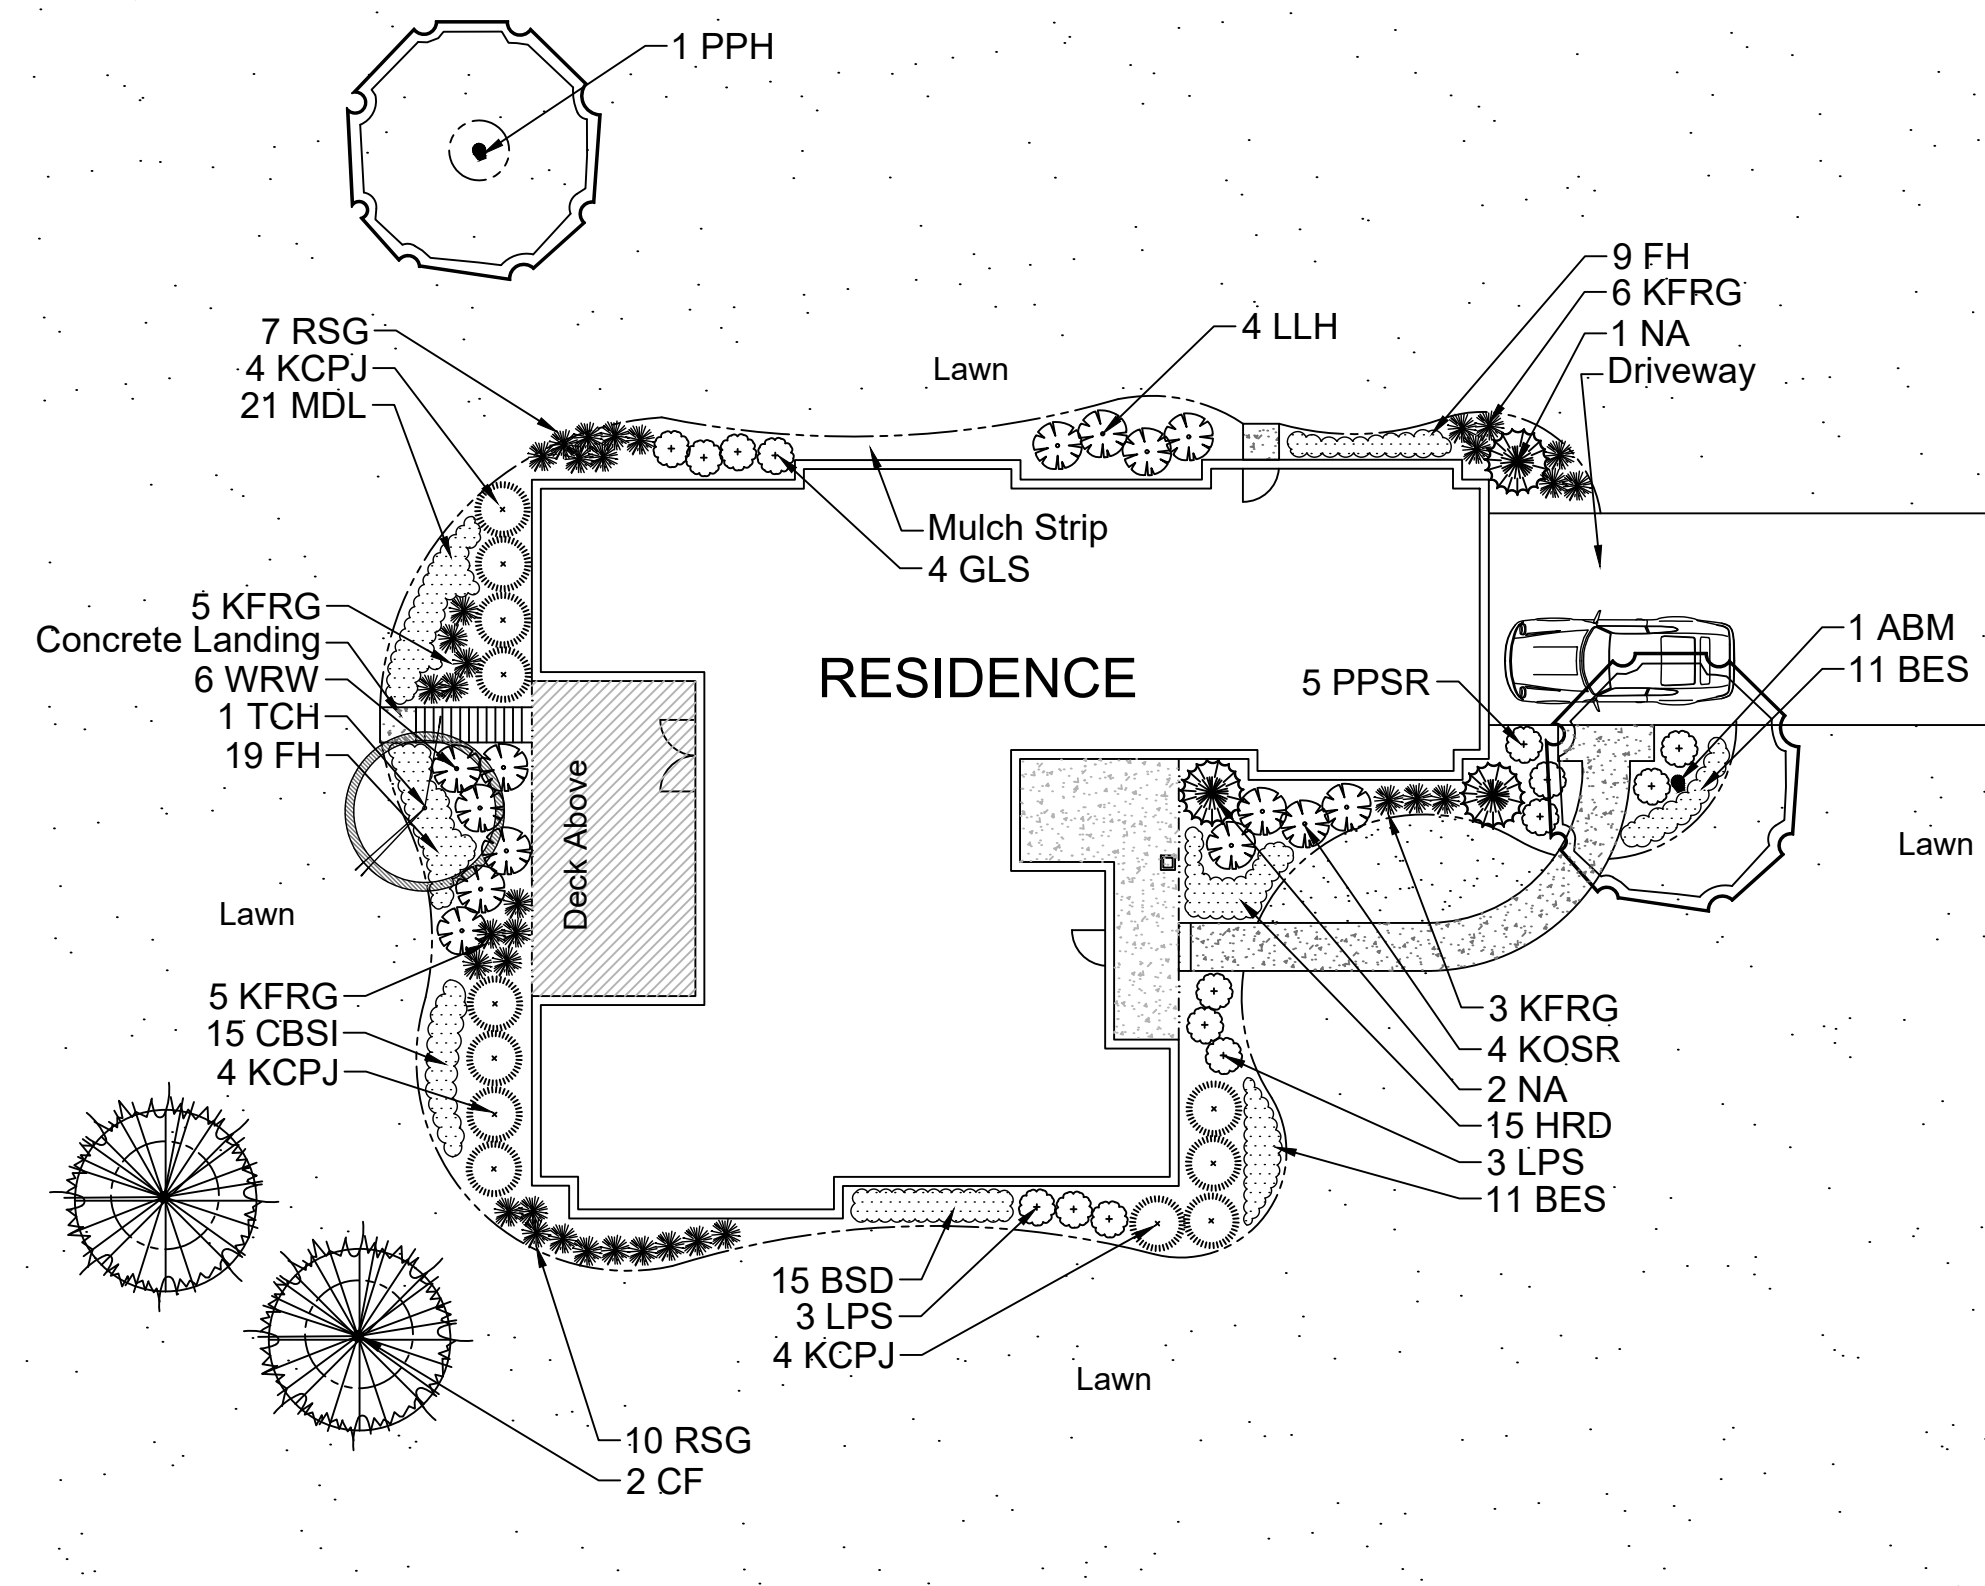 1 PPH
9 FH
6 KFRG
1 NA
Driveway
7 RSG
4 KCPJ
21 MDL
4 LLH
Lawn
Mulch Strip
4 GLS
5 KFRG
Concrete Landing
6 WRW
1 TCH
19 FH
RESIDENCE
5 PPSR
1 ABM
11 BES
Deck Above
Lawn
Lawn
5 KFRG
15 CBSI
4 KCPJ
3 KFRG
4 KOSR
2 NA
15 HRD
3 LPS
11 BES
15 BSD
3 LPS
4 KCPJ
Lawn
10 RSG
2 CF